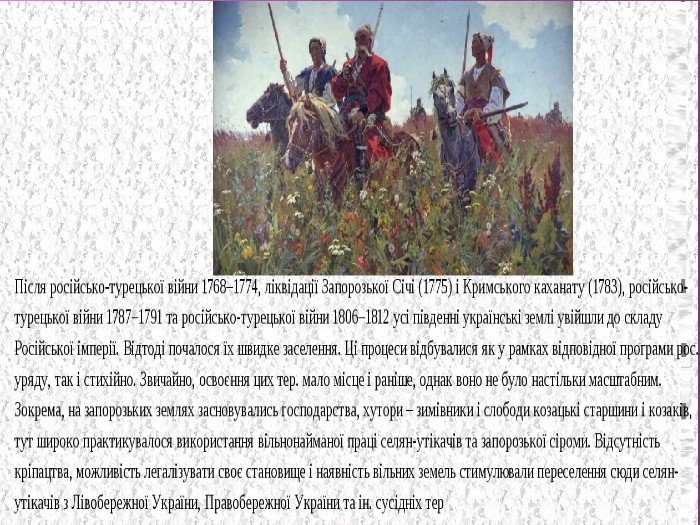 Після російсько-турецької війни 1768–1774, ліквідації Запорозької Січі (1775) і Кримського каханату (1783), російсько-
турецької війни 1787–1791 та російсько-турецької війни 1806–1812 усі південні українські землі увійшли до складу
Російської імперії. Відтоді почалося їх швидке заселення. Ці процеси відбувалися як у рамках відповідної програми рос.
уряду, так і стихійно. Звичайно, освоєння цих тер. мало місце і раніше, однак воно не було настільки масштабним.
Зокрема, на запорозьких землях засновувались господарства, хутори – зимівники і слободи козацькі старшини і козаків,
тут широко практикувалося використання вільнонайманої праці селян-утікачів та запорозької сіроми. Відсутність
кріпацтва, можливість легалізувати своє становище і наявність вільних земель стимулювали переселення сюди селян-
утікачів з Лівобережної України, Правобережної України та ін. сусідніх тер